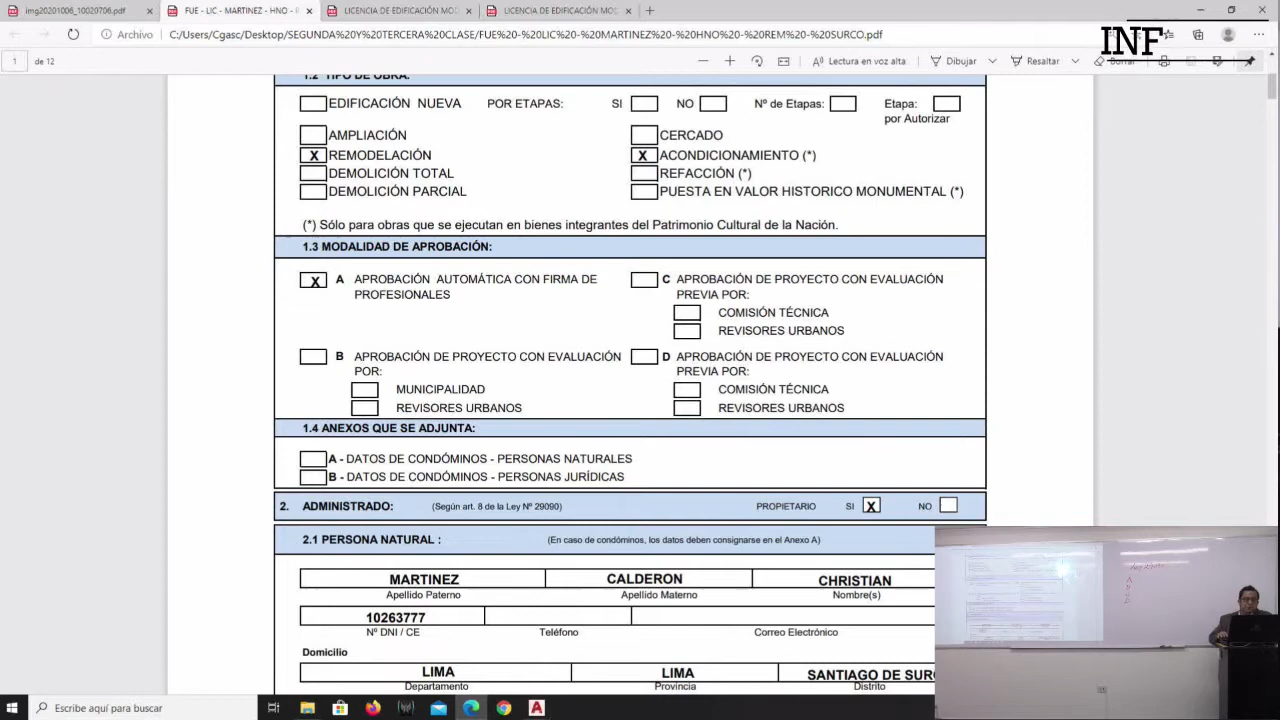 img20201006_10020706.pdf
FUE - LIC - MARTINEZ - HNO - R
LICENCIA DE EDIFICACIÓN MOD
LICENCIA DE EDIFICACIÓN MOD
Archivo
C:/Users/Cgasc/Desktop/SEGUNDA%20Y%20TERCERA%20CLASE/FUE%20-%20LIC%20-%20MARTINEZ%20-%20HNO%20-%20REM%20-%20SURCO.pdf
INF
1 de 12
Lectura en voz alta
Dibujar
Resaltar
Borrar
1.2 TIPO DE OBRA:
EDIFICACIÓN NUEVA POR ETAPAS: SI NO Nº de Etapas: Etapa:
por Autorizar
AMPLIACIÓN CERCADO
X REMODELACIÓN X ACONDICIONAMIENTO (*)
DEMOLICIÓN TOTAL REFACCIÓN (*)
DEMOLICIÓN PARCIAL PUESTA EN VALOR HISTORICO MONUMENTAL (*)
(*) Sólo para obras que se ejecutan en bienes integrantes del Patrimonio Cultural de la Nación.
1.3 MODALIDAD DE APROBACIÓN:
X A APROBACIÓN AUTOMÁTICA CON FIRMA DE
PROFESIONALES
C APROBACIÓN DE PROYECTO CON EVALUACIÓN
PREVIA POR:
COMISIÓN TÉCNICA
REVISORES URBANOS
B APROBACIÓN DE PROYECTO CON EVALUACIÓN
POR:
MUNICIPALIDAD
REVISORES URBANOS
D APROBACIÓN DE PROYECTO CON EVALUACIÓN
PREVIA POR:
COMISIÓN TÉCNICA
REVISORES URBANOS
1.4 ANEXOS QUE SE ADJUNTA:
A - DATOS DE CONDÓMINOS - PERSONAS NATURALES
B - DATOS DE CONDÓMINOS - PERSONAS JURÍDICAS
2. ADMINISTRADO: (Según art. 8 de la Ley Nº 29090) PROPIETARIO SI X NO
2.1 PERSONA NATURAL : (En caso de condóminos, los datos deben consignarse en el Anexo A)
MARTINEZ CALDERON CHRISTIAN
Apellido Paterno Apellido Materno Nombre(s)
10263777
Nº DNI / CE Teléfono Correo Electrónico
Domicilio
LIMA LIMA SANTIAGO DE SURC
Departamento Provincia Distrito
Escribe aquí para buscar